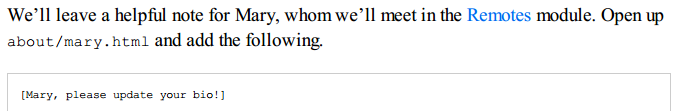 We’ll leave a helpful note for Mary, whom we’ll meet in the Remotes module. Open up
about/mary.html and add the following.
[Mary, please update your bio!]